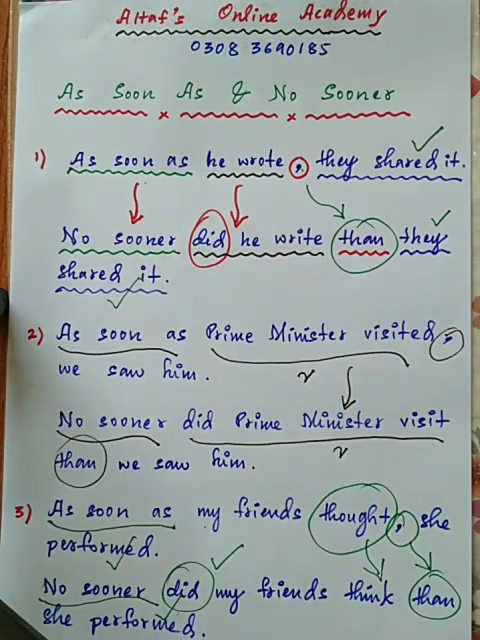 Altaf's Online Academy
0308 3690185
As Soon As & No Sooner
1) As soon as he wrote, they shared it.
No sooner did he write than they
shared it.
2) As soon as Prime Minister visited,
we saw him.
No sooner did Prime Minister visit
than we saw him.
3) As soon as my friends thought, she
performed.
No sooner did my friends think than
she performed.